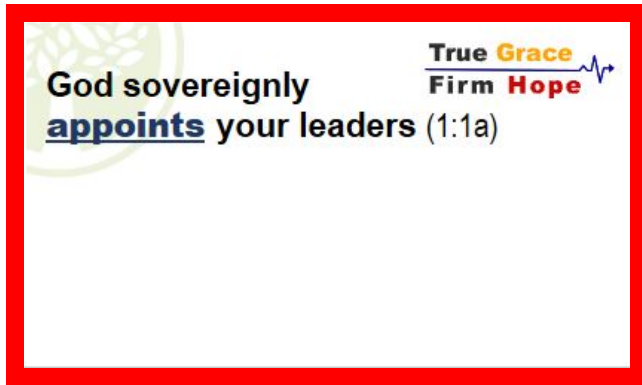 True Grace
Firm Hope
God sovereignly
appoints your leaders (1:1a)